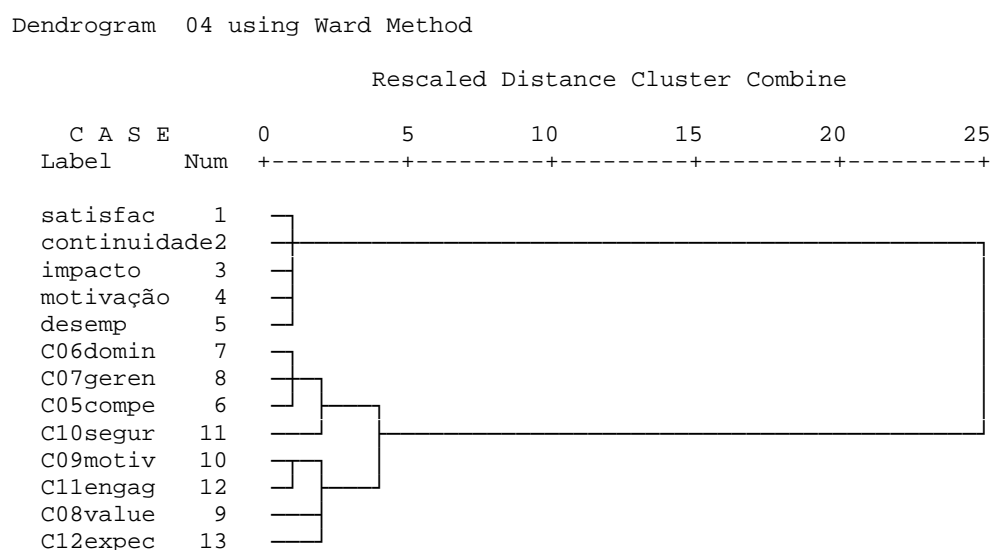 Dendrogram  04 using Ward Method
Rescaled Distance Cluster Combine
C A S E 0 5 10 15 20 25
Label Num +---------+---------+---------+---------+---------+
satisfac 1
continuidade2
impacto 3
motivação 4
desemp 5
C06domin 7
C07geren 8
C05compe 6
C10segur 11
C09motiv 10
C11engag 12
C08value 9
C12expec 13